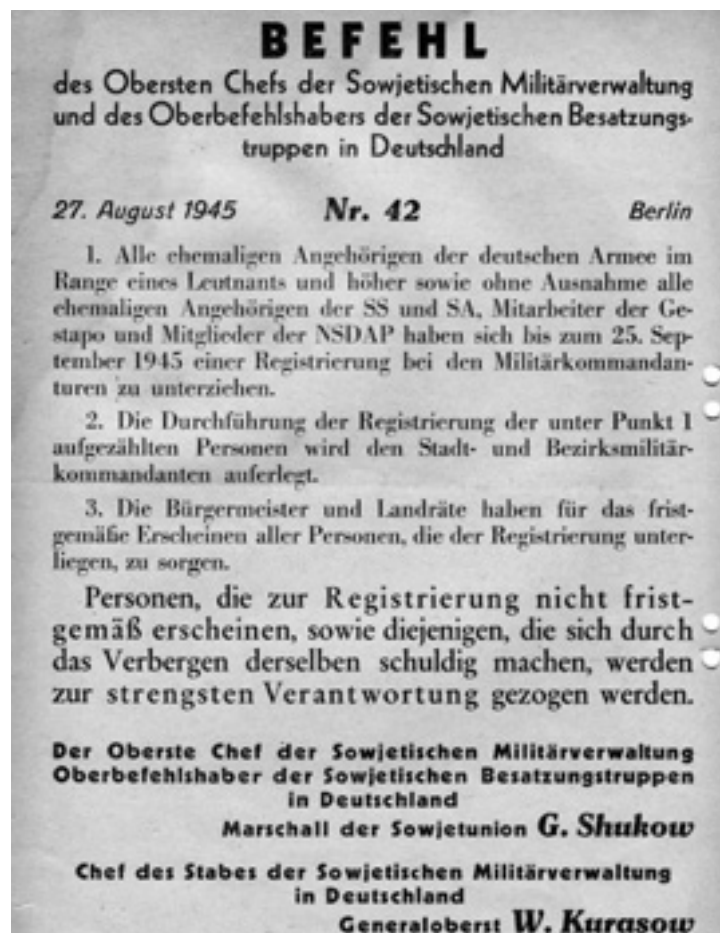 BEFEHL
des Obersten Chefs der Sowjetischen Militärverwaltung
und des Oberbefehlshabers der Sowjetischen Besatzungs-
truppen in Deutschland
27. August 1945 Nr. 42 Berlin
1. Alle ehemaligen Angehörigen der deutschen Armee im
Range eines Leutnants und höher sowie ohne Ausnahme alle
ehemaligen Angehörigen der SS und SA, Mitarbeiter der Ge-
stapo und Mitglieder der NSDAP haben sich bis zum 25. Sep-
tember 1945 einer Registrierung bei den Militärkommandan-
turen zu unterziehen.
2. Die Durchführung der Registrierung der unter Punkt 1
aufgezählten Personen wird den Stadt- und Bezirksmilitär-
kommandanten auferlegt.
3. Die Bürgermeister und Landräte haben für das frist-
gemäße Erscheinen aller Personen, die der Registrierung unter-
liegen, zu sorgen.
Personen, die zur Registrierung nicht frist-
gemäß erscheinen, sowie diejenigen, die sich durch
das Verbergen derselben schuldig machen, werden
zur strengsten Verantwortung gezogen werden.
Der Oberste Chef der Sowjetischen Militärverwaltung
Oberbefehlshaber der Sowjetischen Besatzungstruppen
in Deutschland
Marschall der Sowjetunion G. Shukow
Chef des Stabes der Sowjetischen Militärverwaltung
in Deutschland
Generaloberst W. Kurasow